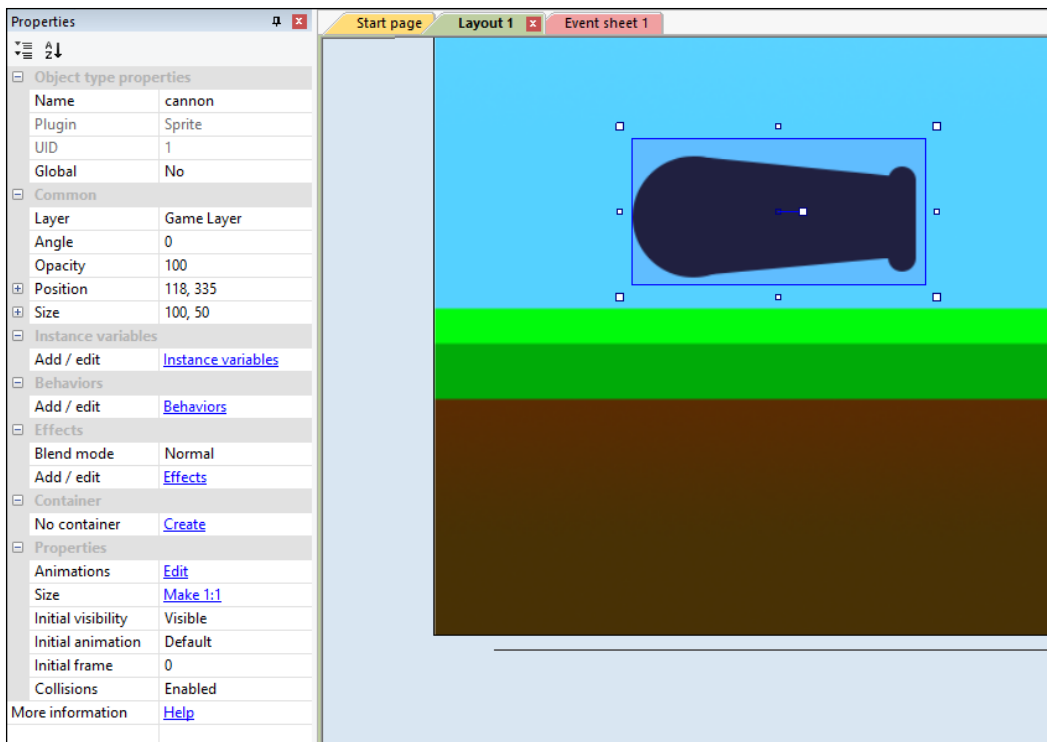 Properties
Start page
Layout 1
Event sheet 1
Object type properties
Name cannon
Plugin Sprite
UID 1
Global No
Common
Layer Game Layer
Angle 0
Opacity 100
Position 118, 335
Size 100, 50
Instance variables
Add / edit Instance variables
Behaviors
Add / edit Behaviors
Effects
Blend mode Normal
Add / edit Effects
Container
No container Create
Properties
Animations Edit
Size Make 1:1
Initial visibility Visible
Initial animation Default
Initial frame 0
Collisions Enabled
More information Help